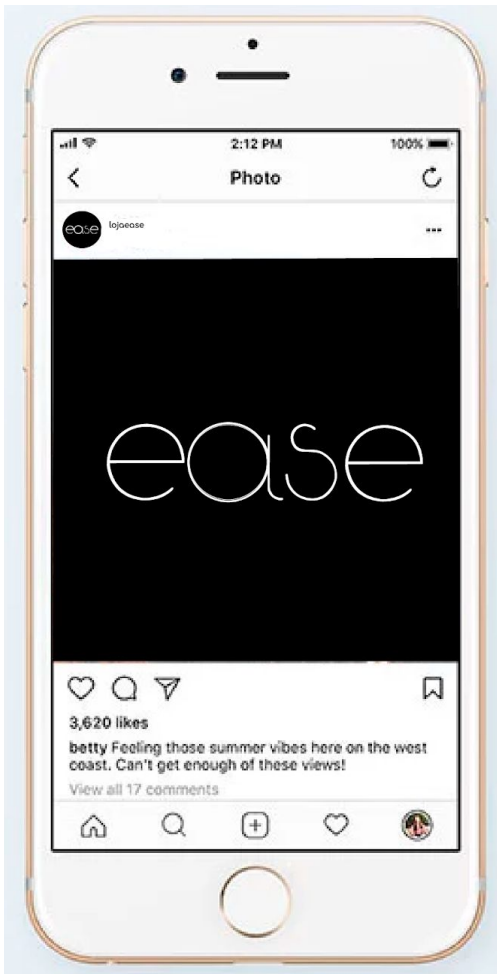 2:12 PM
100%
Photo
ease
lojaease
ease
3,620 likes
betty Feeling those summer vibes here on the west
coast. Can't get enough of these views!
View all 17 comments